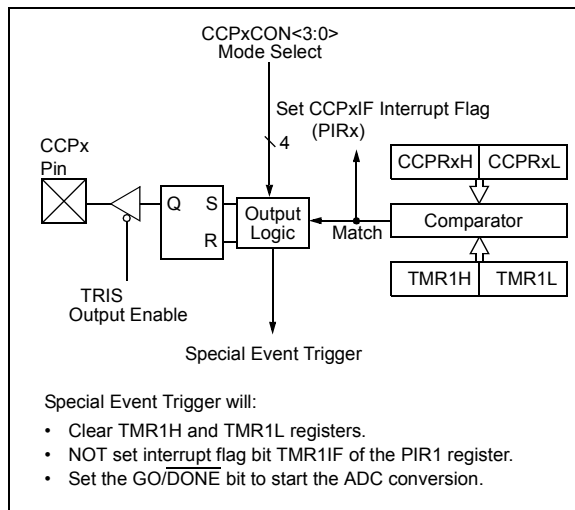 CCPxCON<3:0>
Mode Select
Set CCPxIF Interrupt Flag
(PIRx)
4
CCPx
Pin
CCPRxH CCPRxL
Q S
R
Output
Logic
Match
Comparator
TRIS
Output Enable
TMR1H TMR1L
Special Event Trigger
Special Event Trigger will:
• Clear TMR1H and TMR1L registers.
• NOT set interrupt flag bit TMR1IF of the PIR1 register.
• Set the GO/DONE bit to start the ADC conversion.